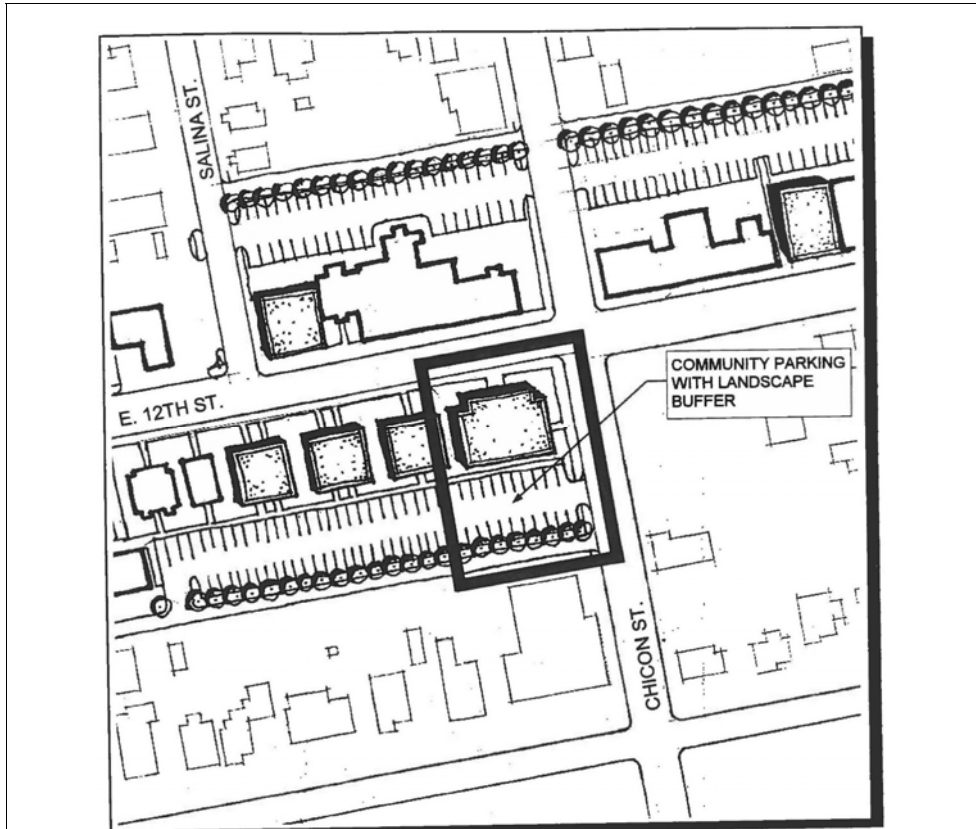 SALINA ST.
COMMUNITY PARKING
WITH LANDSCAPE
BUFFER
E. 12TH ST.
CHICON ST.